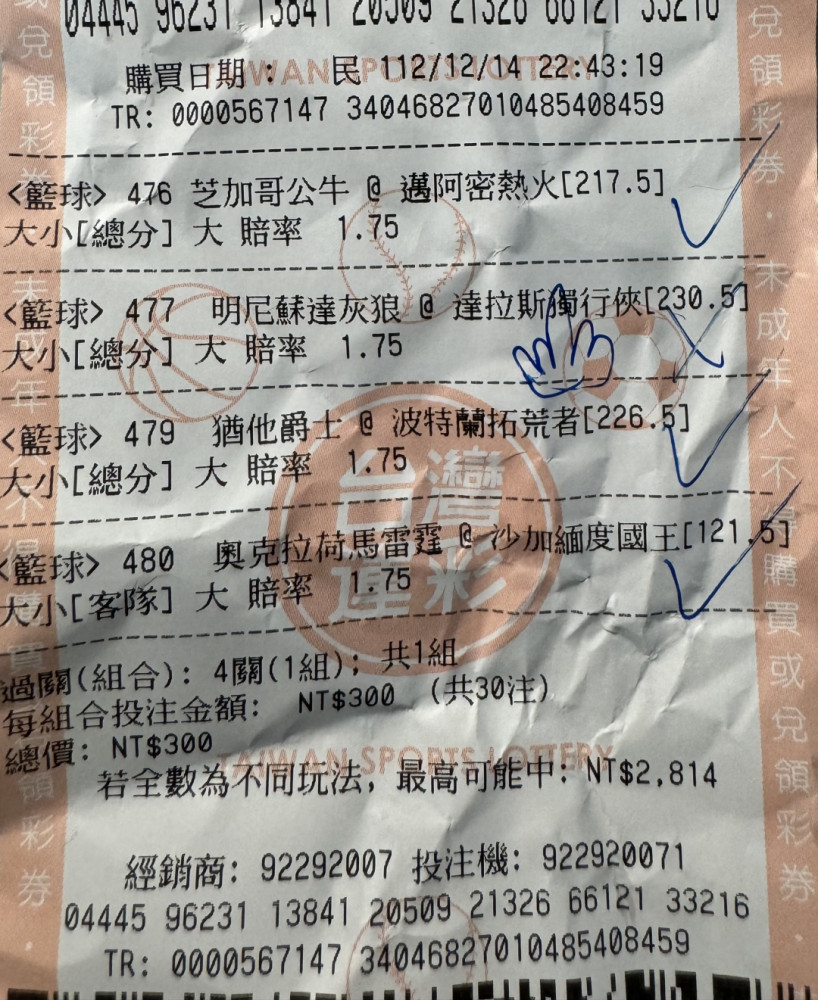 04445 96231 13841 20509 21326 66121 33216
購買日期： 民 112/12/14 22:43:19
TR: 0000567147 34046827010485408459
<籃球> 476 芝加哥公牛 @ 邁阿密熱火[217.5]
大小[總分] 大 賠率 1.75
<籃球> 477 明尼蘇達灰狼 @ 達拉斯獨行俠[230.5]
大小[總分] 大 賠率 1.75
<籃球> 479 猶他爵士 @ 波特蘭拓荒者[226.5]
大小[總分] 大 賠率 1.75
<籃球> 480 奧克拉荷馬雷霆 @ 沙加緬度國王[121.5]
大小[客隊] 大 賠率 1.75
過關(組合): 4關(1組); 共1組
每組合投注金額: NT$300 (共30注)
總價: NT$300
若全數為不同玩法, 最高可能中: NT$2,814
經銷商: 92292007 投注機: 922920071
04445 96231 13841 20509 21326 66121 33216
TR: 0000567147 34046827010485408459
TAIWAN SPORTS LOTTERY
台灣
運彩
TAIWAN SPORTS LOTTERY
兌領彩券．未成年人不得購買或兌領彩券．